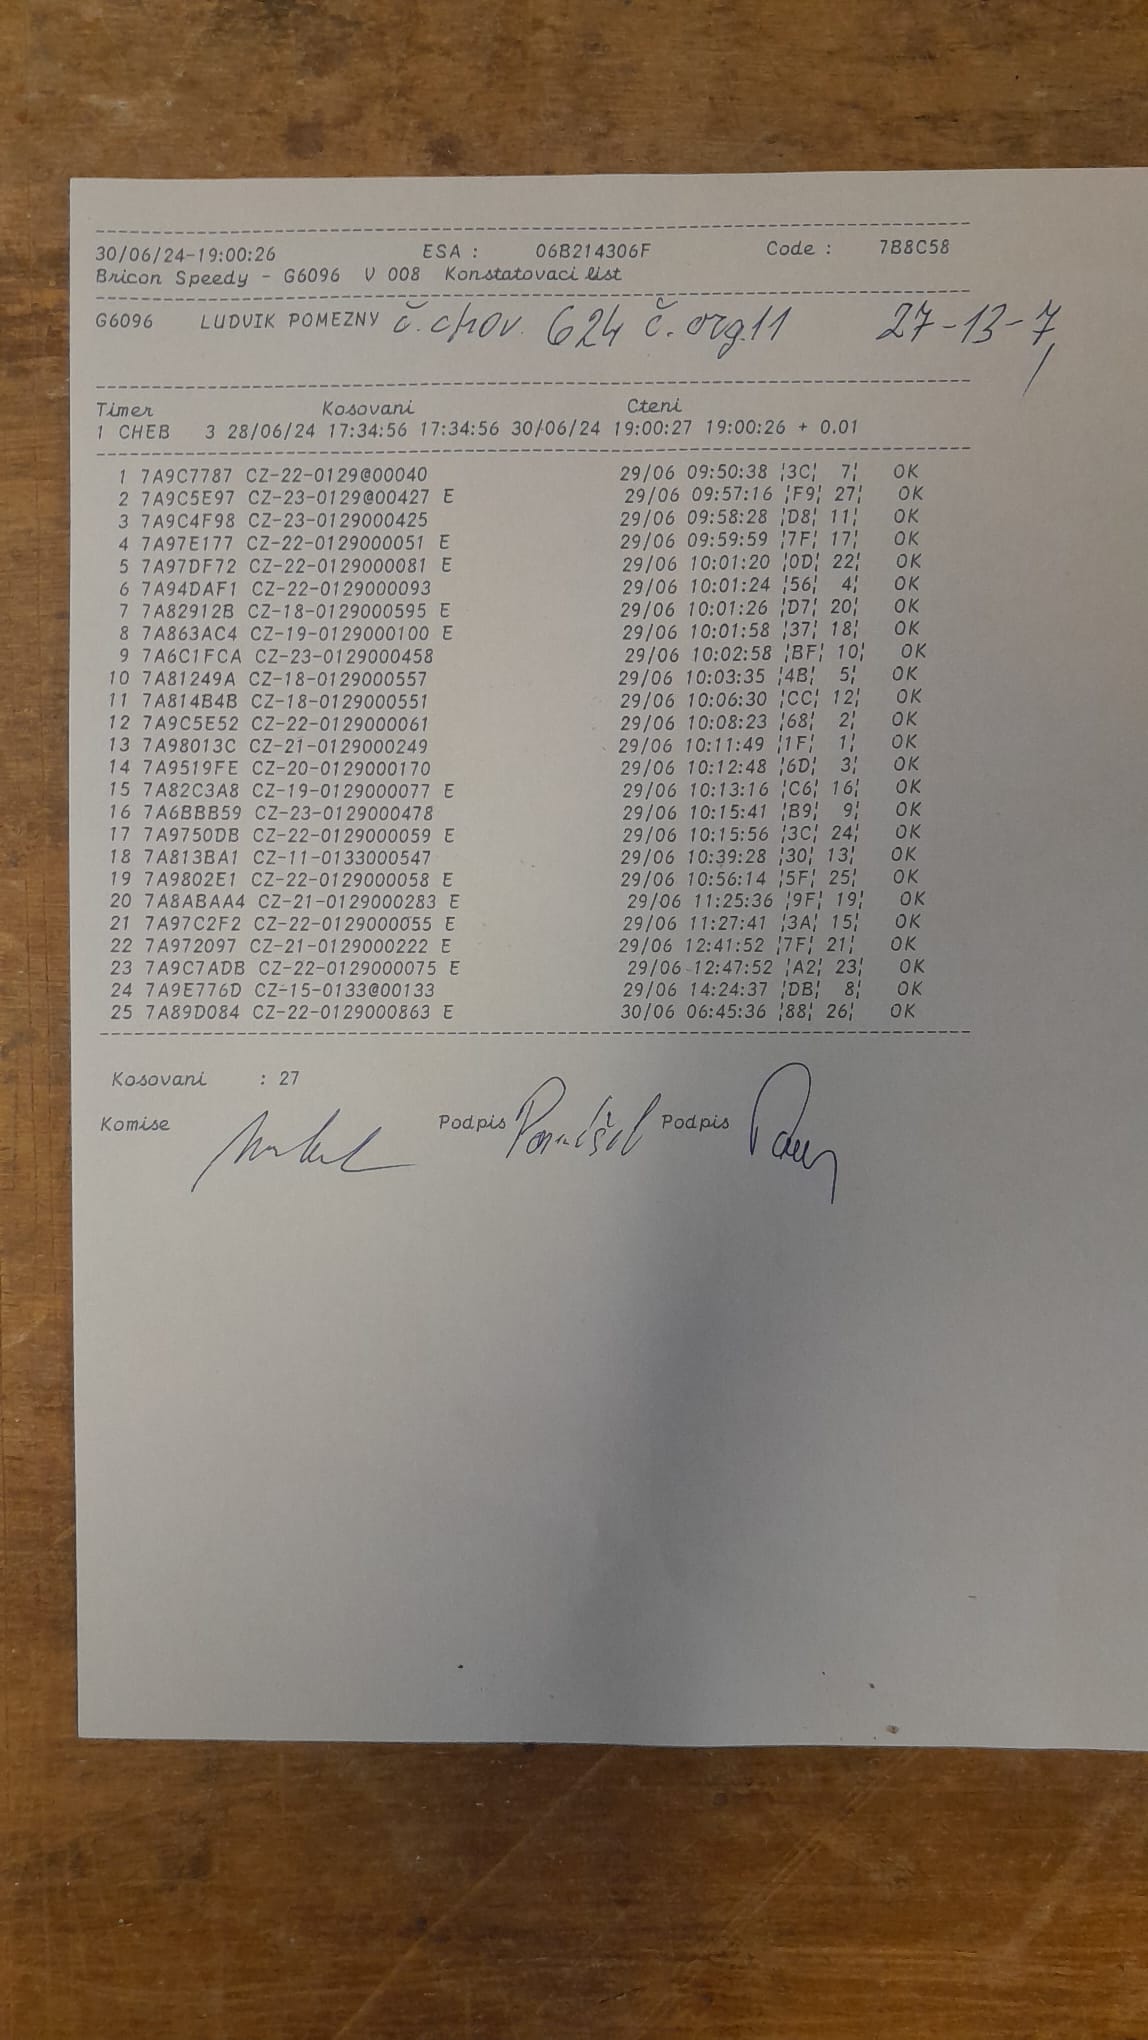 30/06/24-19:00:26 ESA : 06B214306F Code : 7B8C58
Bricon Speedy - G6096 V 008 Konstatovaci list
G6096 LUDVIK POMEZNY č. chov. 624 č. org. 11 27-13-7
Timer Kosovani Cteni
1 CHEB 3 28/06/24 17:34:56 17:34:56 30/06/24 19:00:27 19:00:26 + 0.01
1 7A9C7787 CZ-22-0129@00040 29/06 09:50:38 ¦3C¦ 7¦ OK
2 7A9C5E97 CZ-23-0129@00427 E 29/06 09:57:16 ¦F9¦ 27¦ OK
3 7A9C4F98 CZ-23-0129000425 29/06 09:58:28 ¦D8¦ 11¦ OK
4 7A97E177 CZ-22-0129000051 E 29/06 09:59:59 ¦7F¦ 17¦ OK
5 7A97DF72 CZ-22-0129000081 E 29/06 10:01:20 ¦0D¦ 22¦ OK
6 7A94DAF1 CZ-22-0129000093 29/06 10:01:24 ¦56¦ 4¦ OK
7 7A82912B CZ-18-0129000595 E 29/06 10:01:26 ¦D7¦ 20¦ OK
8 7A863AC4 CZ-19-0129000100 E 29/06 10:01:58 ¦37¦ 18¦ OK
9 7A6C1FCA CZ-23-0129000458 29/06 10:02:58 ¦BF¦ 10¦ OK
10 7A81249A CZ-18-0129000557 29/06 10:03:35 ¦4B¦ 5¦ OK
11 7A814B4B CZ-18-0129000551 29/06 10:06:30 ¦CC¦ 12¦ OK
12 7A9C5E52 CZ-22-0129000061 29/06 10:08:23 ¦68¦ 2¦ OK
13 7A98013C CZ-21-0129000249 29/06 10:11:49 ¦1F¦ 1¦ OK
14 7A9519FE CZ-20-0129000170 29/06 10:12:48 ¦6D¦ 3¦ OK
15 7A82C3A8 CZ-19-0129000077 E 29/06 10:13:16 ¦C6¦ 16¦ OK
16 7A6BBB59 CZ-23-0129000478 29/06 10:15:41 ¦B9¦ 9¦ OK
17 7A9750DB CZ-22-0129000059 E 29/06 10:15:56 ¦3C¦ 24¦ OK
18 7A813BA1 CZ-11-0133000547 29/06 10:39:28 ¦30¦ 13¦ OK
19 7A9802E1 CZ-22-0129000058 E 29/06 10:56:14 ¦5F¦ 25¦ OK
20 7A8ABAA4 CZ-21-0129000283 E 29/06 11:25:36 ¦9F¦ 19¦ OK
21 7A97C2F2 CZ-22-0129000055 E 29/06 11:27:41 ¦3A¦ 15¦ OK
22 7A972097 CZ-21-0129000222 E 29/06 12:41:52 ¦7F¦ 21¦ OK
23 7A9C7ADB CZ-22-0129000075 E 29/06 12:47:52 ¦A2¦ 23¦ OK
24 7A9E776D CZ-15-0133@00133 29/06 14:24:37 ¦DB¦ 8¦ OK
25 7A89D084 CZ-22-0129000863 E 30/06 06:45:36 ¦88¦ 26¦ OK
Kosovani : 27
Komise Podpis Podpis